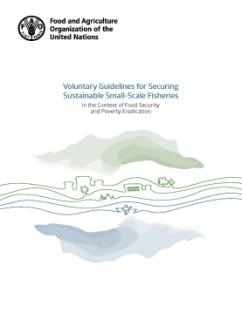 Food and Agriculture
Organization of the
United Nations
Voluntary Guidelines for Securing
Sustainable Small-Scale Fisheries
in the Context of Food Security
and Poverty Eradication